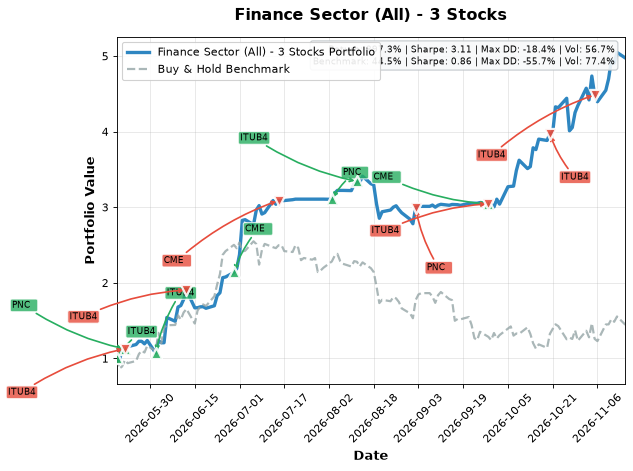 Finance Sector (All) - 3 Stocks
Finance Sector (All) - 3 Stocks Portfolio
Buy & Hold Benchmark
7.3% | Sharpe: 3.11 | Max DD: -18.4% | Vol: 56.7%
4.5% | Sharpe: 0.86 | Max DD: -55.7% | Vol: 77.4%
Portfolio Value
5
4
3
2
1
ITUB4
PNC
CME
ITUB4
ITUB4
ITUB4
CME
CME
PNC
ITUB4
PNC
ITUB4
ITUB4
ITUB4
ITUB4
2026-05-30
2026-06-15
2026-07-01
2026-07-17
2026-08-02
2026-08-18
2026-09-03
2026-09-19
2026-10-05
2026-10-21
2026-11-06
Date